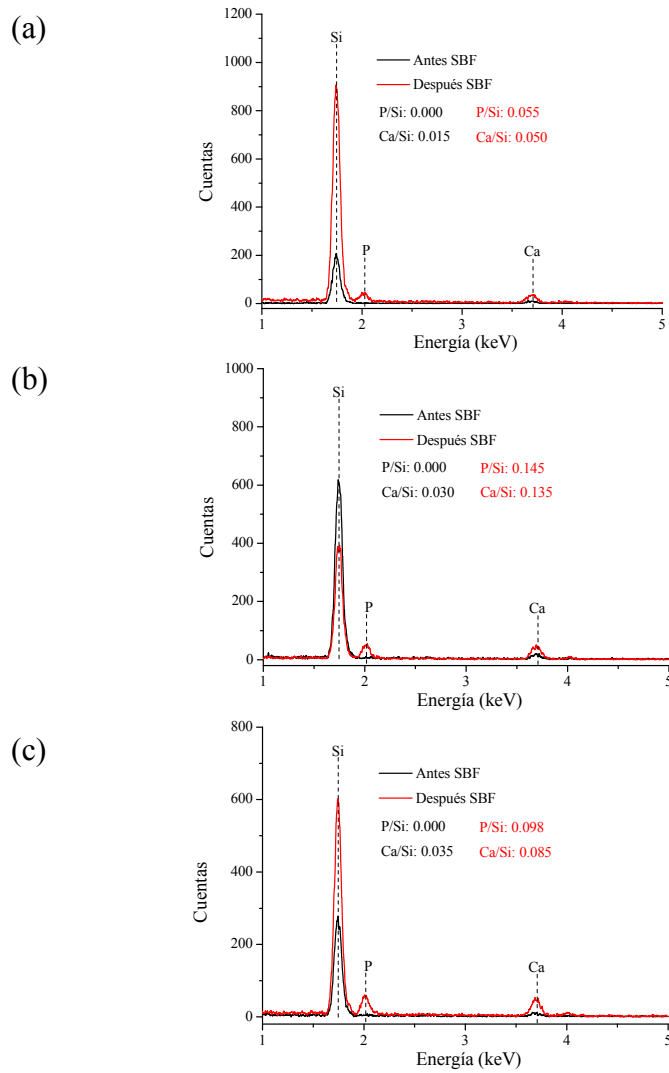 (a)
1200
1000
800
600
400
200
0
Cuentas
Si
P
Ca
Antes SBF
Después SBF
P/Si: 0.000 P/Si: 0.055
Ca/Si: 0.015 Ca/Si: 0.050
1 2 3 4 5
Energía (keV)
(b)
1000
800
600
400
200
0
Cuentas
Si
P
Ca
Antes SBF
Después SBF
P/Si: 0.000 P/Si: 0.145
Ca/Si: 0.030 Ca/Si: 0.135
1 2 3 4 5
Energía (keV)
(c)
800
600
400
200
0
Cuentas
Si
P
Ca
Antes SBF
Después SBF
P/Si: 0.000 P/Si: 0.098
Ca/Si: 0.035 Ca/Si: 0.085
1 2 3 4 5
Energía (keV)